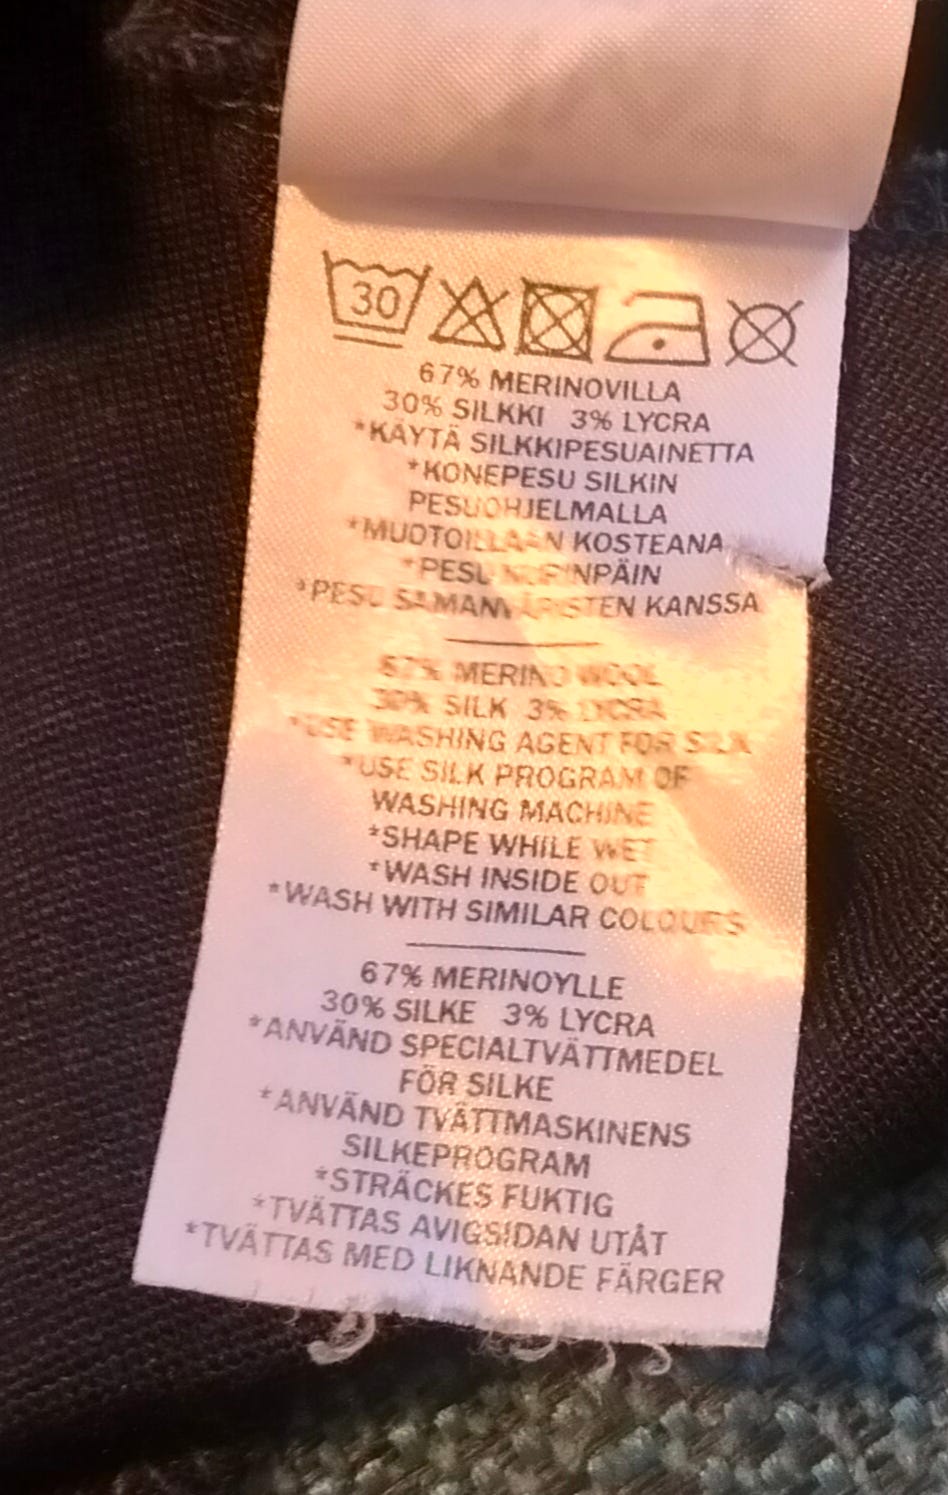 30
67% MERINOVILLA
30% SILKKI 3% LYCRA
*KÄYTÄ SILKKIPESUAINETTA
*KONEPESU SILKIN
PESUOHJELMALLA
*MUOTOILLAAN KOSTEANA
*PESU NURINPÄIN
*PESU SAMANVÄRISTEN KANSSA
67% MERINO WOOL
30% SILK 3% LYCRA
*USE WASHING AGENT FOR SILK
*USE SILK PROGRAM OF
WASHING MACHINE
*SHAPE WHILE WET
*WASH INSIDE OUT
*WASH WITH SIMILAR COLOURS
67% MERINOYLLE
30% SILKE 3% LYCRA
*ANVÄND SPECIALTVÄTTMEDEL
FÖR SILKE
*ANVÄND TVÄTTMASKINENS
SILKEPROGRAM
*STRÄCKES FUKTIG
*TVÄTTAS AVIGSIDAN UTÅT
*TVÄTTAS MED LIKNANDE FÄRGER